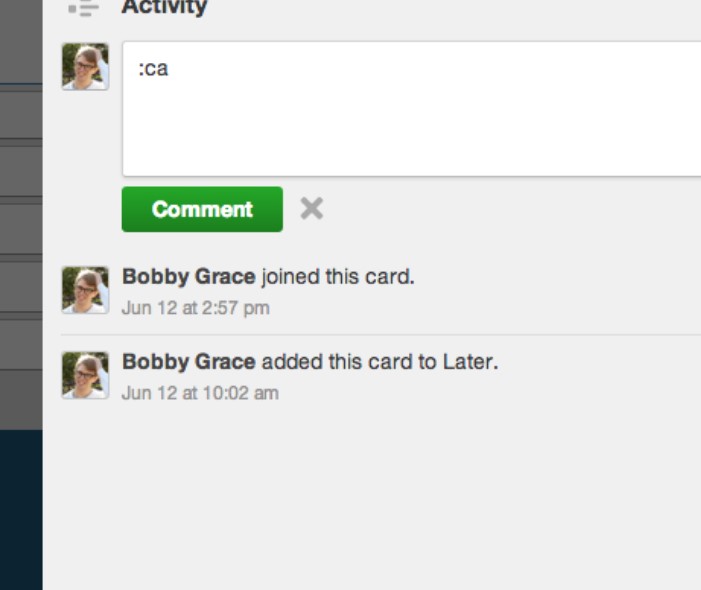 Activity
:ca
Comment
Bobby Grace joined this card.
Jun 12 at 2:57 pm
Bobby Grace added this card to Later.
Jun 12 at 10:02 am